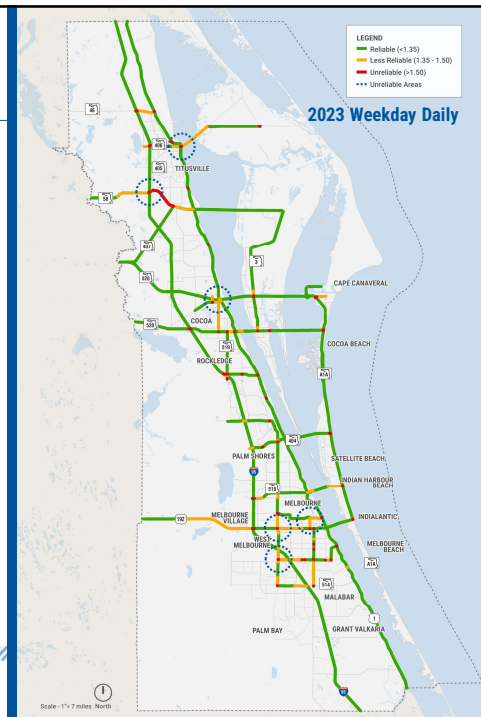 LEGEND
Reliable (<1.35)
Less Reliable (1.35 - 1.50)
Unreliable (>1.50)
Unreliable Areas
2023 Weekday Daily
46
406
TITUSVILLE
405
50
407
3
528
CAPE CANAVERAL
COCOA
520
COCOA BEACH
519
ROCKLEDGE
A1A
404
PALM SHORES
SATELLITE BEACH
95
518
INDIAN HARBOUR
BEACH
MELBOURNE
MELBOURNE
VILLAGE
192
INDIALANTIC
WEST
MELBOURNE
MELBOURNE
BEACH
A1A
514
MALABAR
1
PALM BAY
GRANT VALKARIA
95
Scale - 1"= 7 miles North